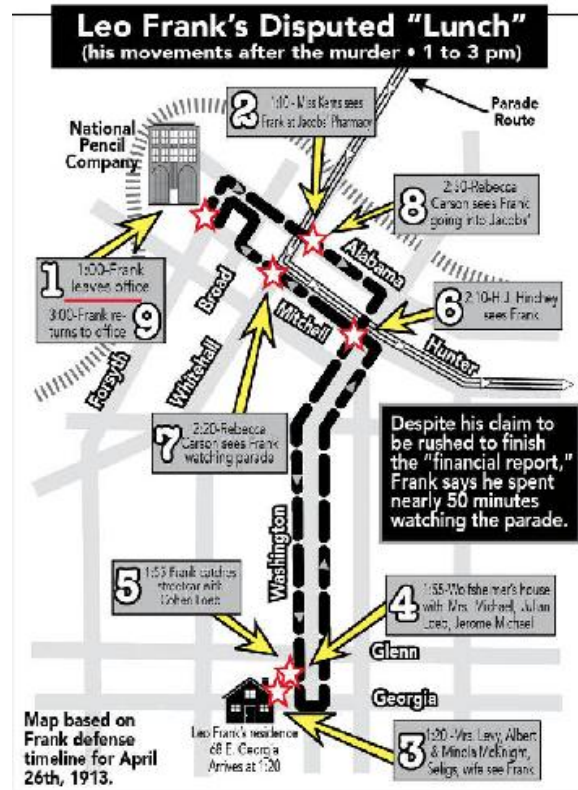 Leo Frank's Disputed "Lunch"
(his movements after the murder • 1 to 3 pm)
2
1:10- Miss Kerns sees
Frank at Jacobs' Pharmacy
Parade
Route
National
Pencil
Company
8
2:50-Rebecca
Carson sees Frank
going into Jacobs'
1
1:00-Frank
leaves office
3:00-Frank re-
turns to office
9
Alabama
Broad
Mitchell
Hunter
Forsyth
Whitehall
6
2:10-H.J. Hinchey
sees Frank
7
2:20-Rebecca
Carson sees Frank
watching parade
Despite his claim to
be rushed to finish
the "financial report,"
Frank says he spent
nearly 50 minutes
watching the parade.
Washington
5
1:55-Frank catches
streetcar with
Cohen Loeb
4
1:55-Wolfsheimer's house
with Mrs. Michael, Julian
Loeb, Jerome Michael
Glenn
Georgia
Leo Frank's residence
68 E. Georgia
Arrives at 1:20
3
1:20-Mrs. Levy, Albert
& Minola McKnight,
Seligs, wife see Frank
Map based on
Frank defense
timeline for April
26th, 1913.